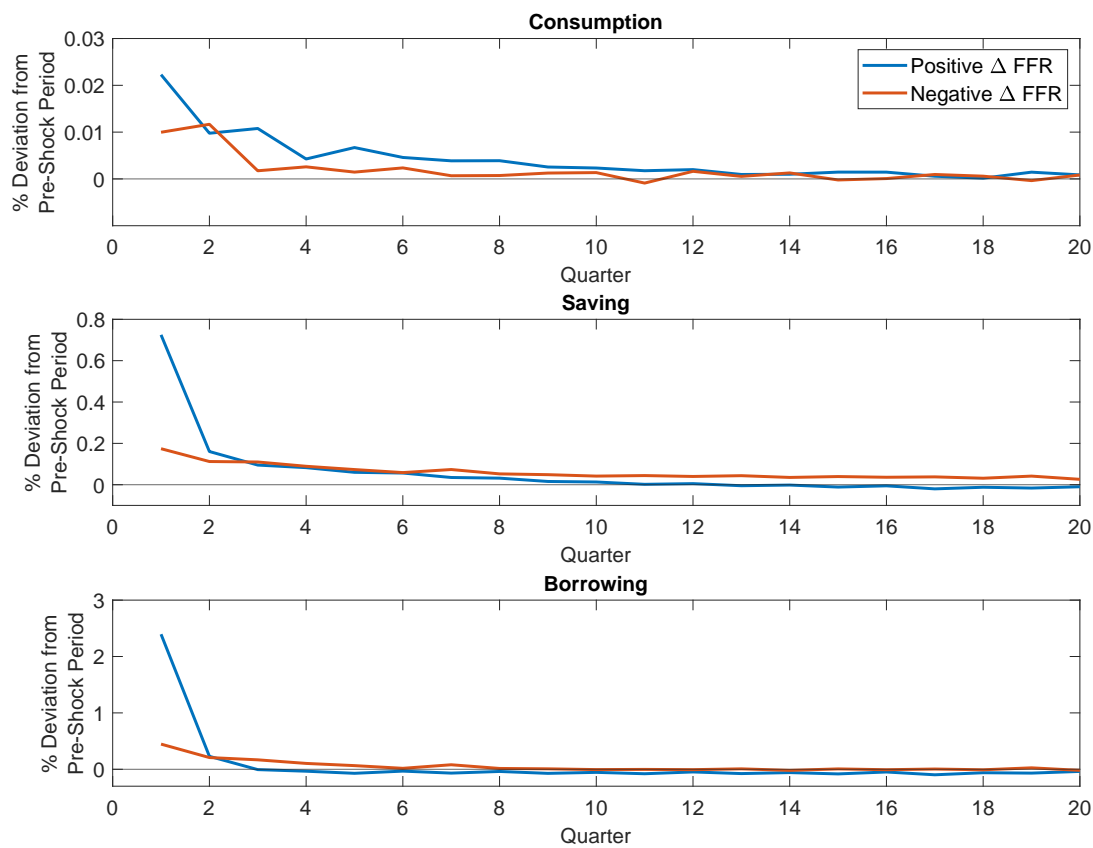 Consumption
% Deviation from
Pre-Shock Period
0.03
0.02
0.01
0
Positive Δ FFR
Negative Δ FFR
0 2 4 6 8 10 12 14 16 18 20
Quarter
Saving
% Deviation from
Pre-Shock Period
0.8
0.6
0.4
0.2
0
0 2 4 6 8 10 12 14 16 18 20
Quarter
Borrowing
% Deviation from
Pre-Shock Period
3
2
1
0
0 2 4 6 8 10 12 14 16 18 20
Quarter